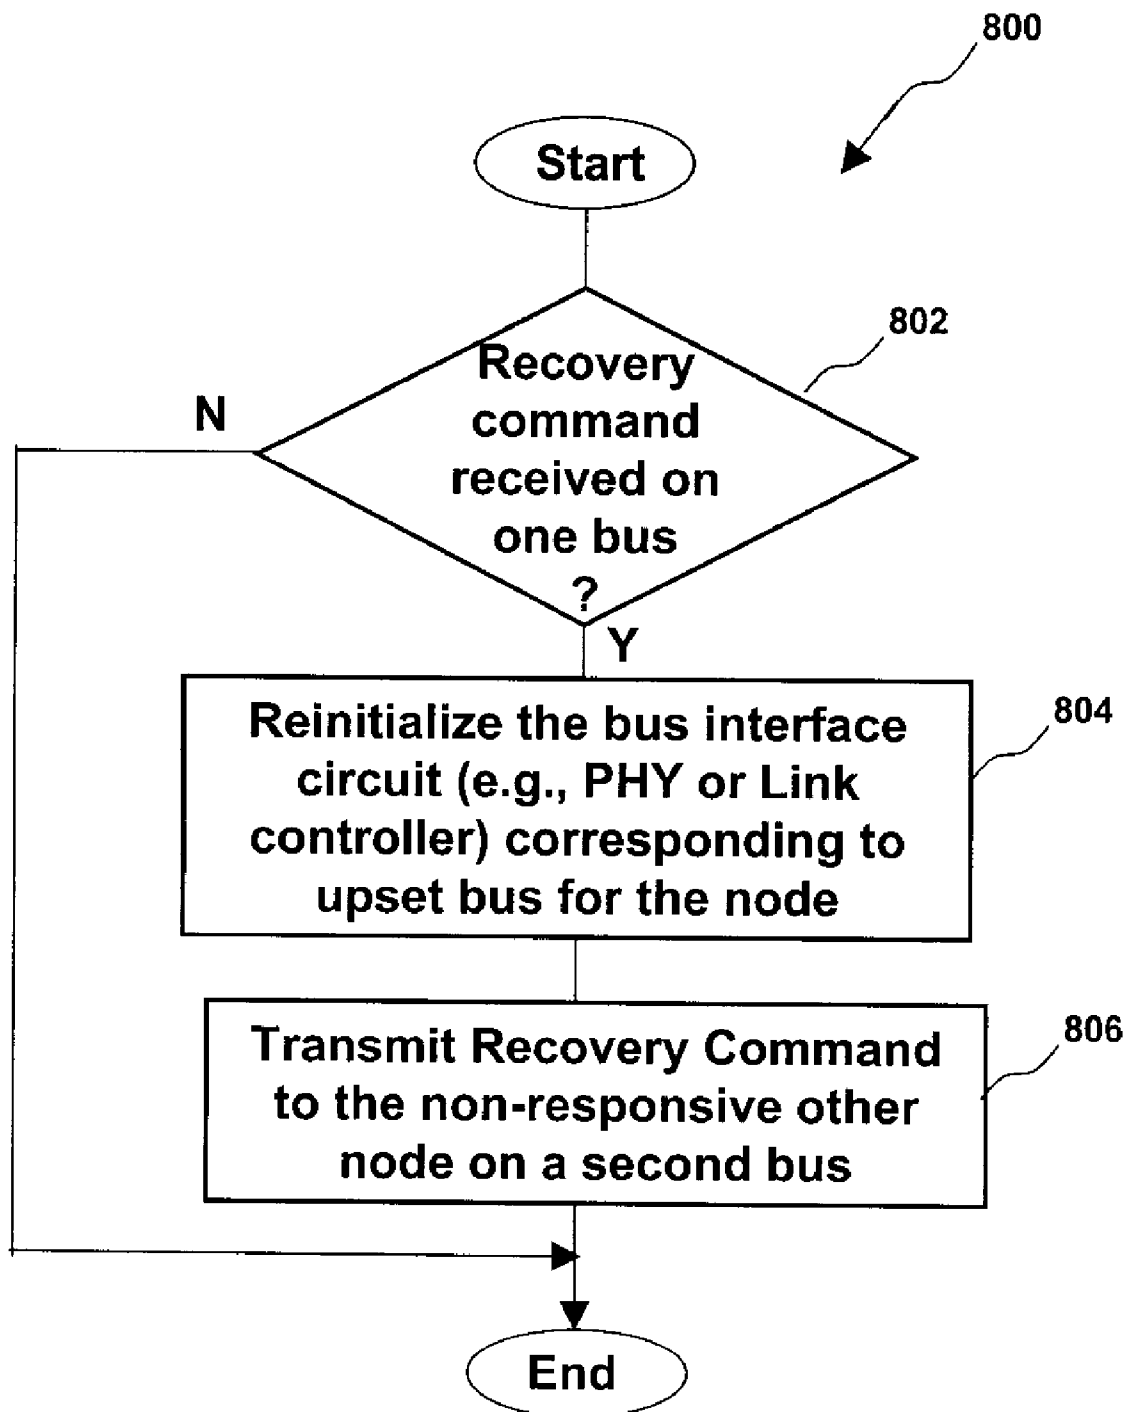 800
Start
802
Recovery
command
received on
one bus
?
N
Y
804
Reinitialize the bus interface
circuit (e.g., PHY or Link
controller) corresponding to
upset bus for the node
806
Transmit Recovery Command
to the non-responsive other
node on a second bus
End